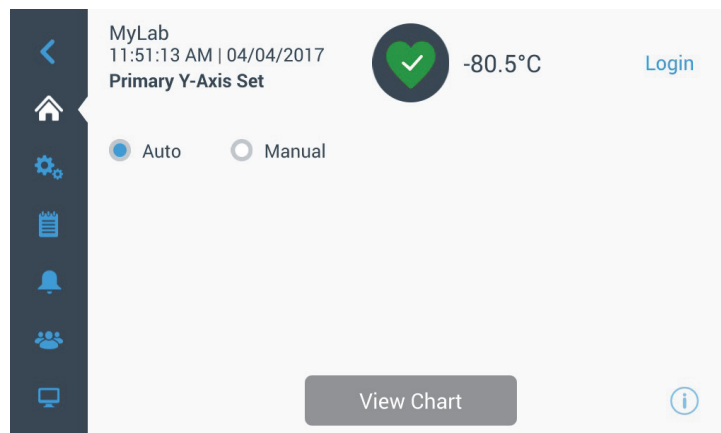 MyLab
11:51:13 AM | 04/04/2017
Primary Y-Axis Set
-80.5°C
Login
Auto
Manual
View Chart
i